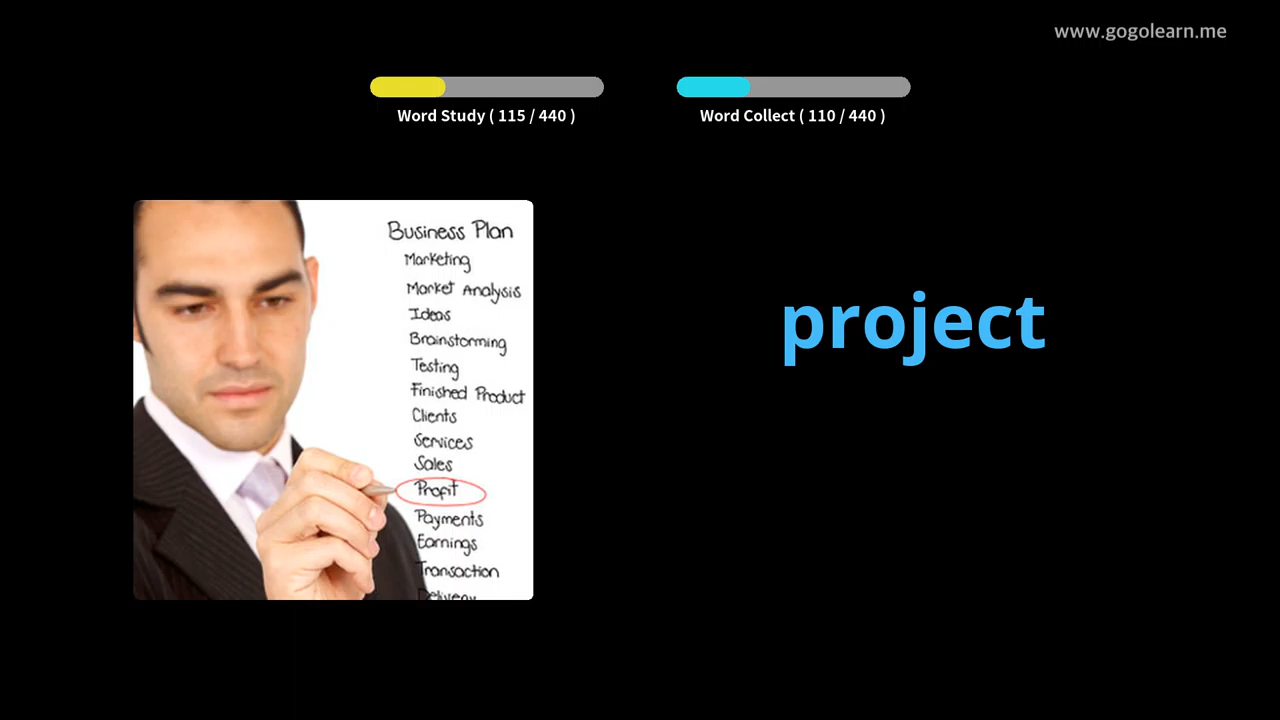 www.gogolearn.me
Word Study ( 115 / 440 )
Word Collect ( 110 / 440 )
Business Plan
Marketing
Market Analysis
Ideas
Brainstorming
Testing
Finished Product
Clients
Services
Sales
Profit
Payments
Earnings
Transaction
Delivery
project